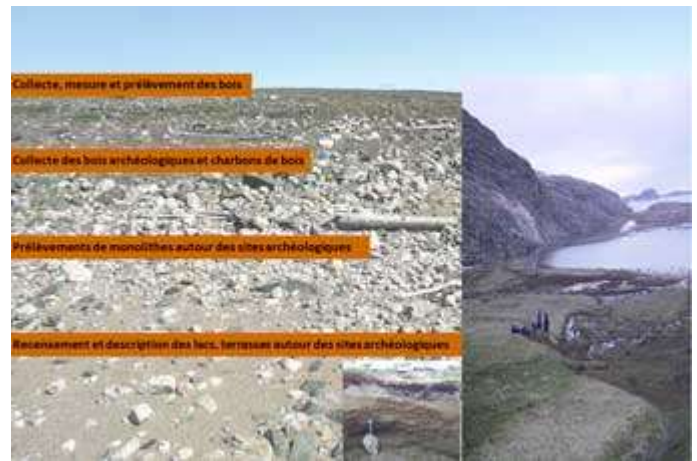 Collecte, mesure et prélèvement des bois
Collecte des bois archéologiques et charbons de bois
Prélèvements de monolithes autour des sites archéologiques
Recensement et description des lacs, terrasses autour des sites archéologiques